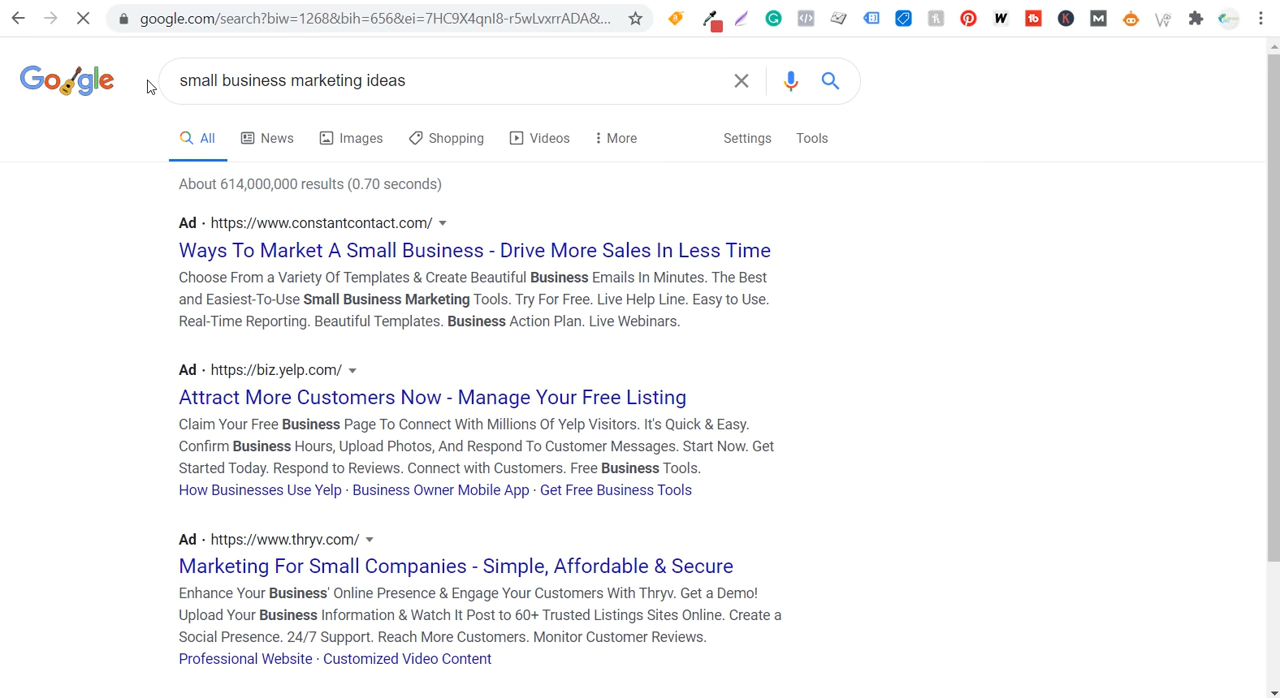 google.com/search?biw=1268&bih=656&ei=7HC9X4qnI8-r5wLvxrrADA&...
Google
small business marketing ideas
All News Images Shopping Videos More Settings Tools
About 614,000,000 results (0.70 seconds)
Ad · https://www.constantcontact.com/
Ways To Market A Small Business - Drive More Sales In Less Time
Choose From a Variety Of Templates & Create Beautiful Business Emails In Minutes. The Best
and Easiest-To-Use Small Business Marketing Tools. Try For Free. Live Help Line. Easy to Use.
Real-Time Reporting. Beautiful Templates. Business Action Plan. Live Webinars.
Ad · https://biz.yelp.com/
Attract More Customers Now - Manage Your Free Listing
Claim Your Free Business Page To Connect With Millions Of Yelp Visitors. It's Quick & Easy.
Confirm Business Hours, Upload Photos, And Respond To Customer Messages. Start Now. Get
Started Today. Respond to Reviews. Connect with Customers. Free Business Tools.
How Businesses Use Yelp · Business Owner Mobile App · Get Free Business Tools
Ad · https://www.thryv.com/
Marketing For Small Companies - Simple, Affordable & Secure
Enhance Your Business' Online Presence & Engage Your Customers With Thryv. Get a Demo!
Upload Your Business Information & Watch It Post to 60+ Trusted Listings Sites Online. Create a
Social Presence. 24/7 Support. Reach More Customers. Monitor Customer Reviews.
Professional Website · Customized Video Content